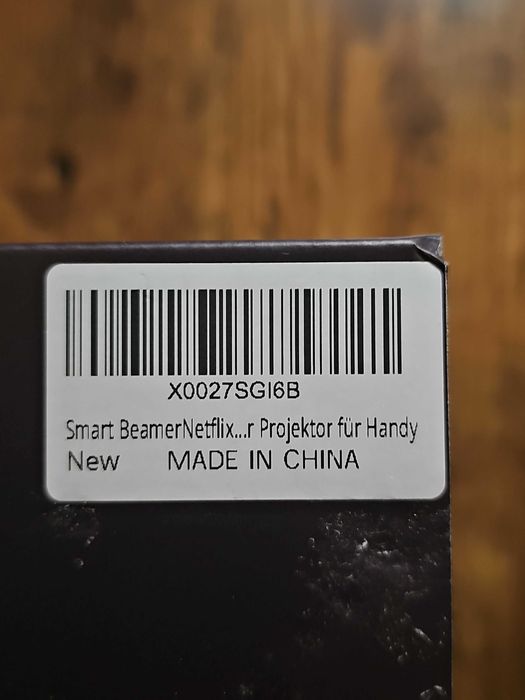 X0027SGI6B
Smart BeamerNetflix...r Projektor für Handy
New MADE IN CHINA